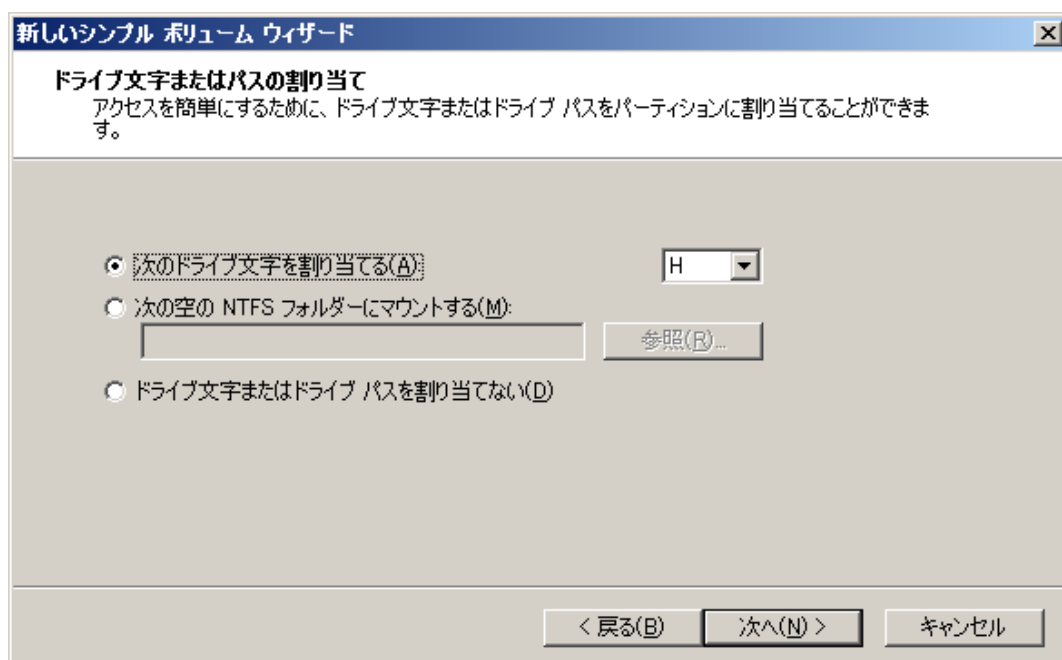 新しいシンプル ボリューム ウィザード
ドライブ文字またはパスの割り当て
アクセスを簡単にするために、ドライブ文字またはドライブ パスをパーティションに割り当てることができま
す。
次のドライブ文字を割り当てる(A): H
次の空の NTFS フォルダーにマウントする(M):
参照(R)...
ドライブ文字またはドライブ パスを割り当てない(D)
< 戻る(B) 次へ(N) > キャンセル